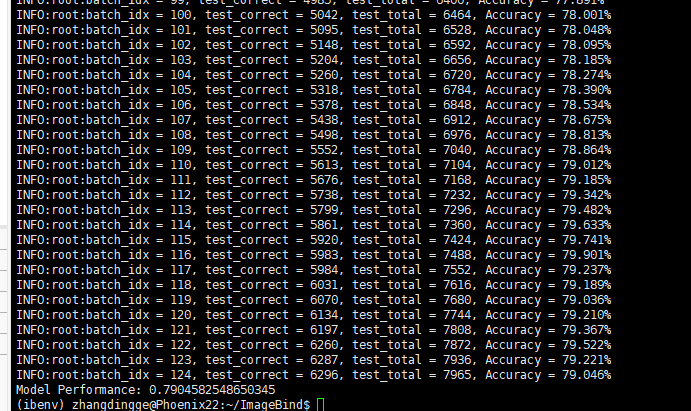 INFO:root:batch_idx = 99, test_correct = 4985, test_total = 6400, Accuracy = 77.891%
INFO:root:batch_idx = 100, test_correct = 5042, test_total = 6464, Accuracy = 78.001%
INFO:root:batch_idx = 101, test_correct = 5095, test_total = 6528, Accuracy = 78.048%
INFO:root:batch_idx = 102, test_correct = 5148, test_total = 6592, Accuracy = 78.095%
INFO:root:batch_idx = 103, test_correct = 5204, test_total = 6656, Accuracy = 78.185%
INFO:root:batch_idx = 104, test_correct = 5260, test_total = 6720, Accuracy = 78.274%
INFO:root:batch_idx = 105, test_correct = 5318, test_total = 6784, Accuracy = 78.390%
INFO:root:batch_idx = 106, test_correct = 5378, test_total = 6848, Accuracy = 78.534%
INFO:root:batch_idx = 107, test_correct = 5438, test_total = 6912, Accuracy = 78.675%
INFO:root:batch_idx = 108, test_correct = 5498, test_total = 6976, Accuracy = 78.813%
INFO:root:batch_idx = 109, test_correct = 5552, test_total = 7040, Accuracy = 78.864%
INFO:root:batch_idx = 110, test_correct = 5613, test_total = 7104, Accuracy = 79.012%
INFO:root:batch_idx = 111, test_correct = 5676, test_total = 7168, Accuracy = 79.185%
INFO:root:batch_idx = 112, test_correct = 5738, test_total = 7232, Accuracy = 79.342%
INFO:root:batch_idx = 113, test_correct = 5799, test_total = 7296, Accuracy = 79.482%
INFO:root:batch_idx = 114, test_correct = 5861, test_total = 7360, Accuracy = 79.633%
INFO:root:batch_idx = 115, test_correct = 5920, test_total = 7424, Accuracy = 79.741%
INFO:root:batch_idx = 116, test_correct = 5983, test_total = 7488, Accuracy = 79.901%
INFO:root:batch_idx = 117, test_correct = 5984, test_total = 7552, Accuracy = 79.237%
INFO:root:batch_idx = 118, test_correct = 6031, test_total = 7616, Accuracy = 79.189%
INFO:root:batch_idx = 119, test_correct = 6070, test_total = 7680, Accuracy = 79.036%
INFO:root:batch_idx = 120, test_correct = 6134, test_total = 7744, Accuracy = 79.210%
INFO:root:batch_idx = 121, test_correct = 6197, test_total = 7808, Accuracy = 79.367%
INFO:root:batch_idx = 122, test_correct = 6260, test_total = 7872, Accuracy = 79.522%
INFO:root:batch_idx = 123, test_correct = 6287, test_total = 7936, Accuracy = 79.221%
INFO:root:batch_idx = 124, test_correct = 6296, test_total = 7965, Accuracy = 79.046%
Model Performance: 0.7904582548650345
(ibenv) zhangdingge@Phoenix22:~/ImageBind$